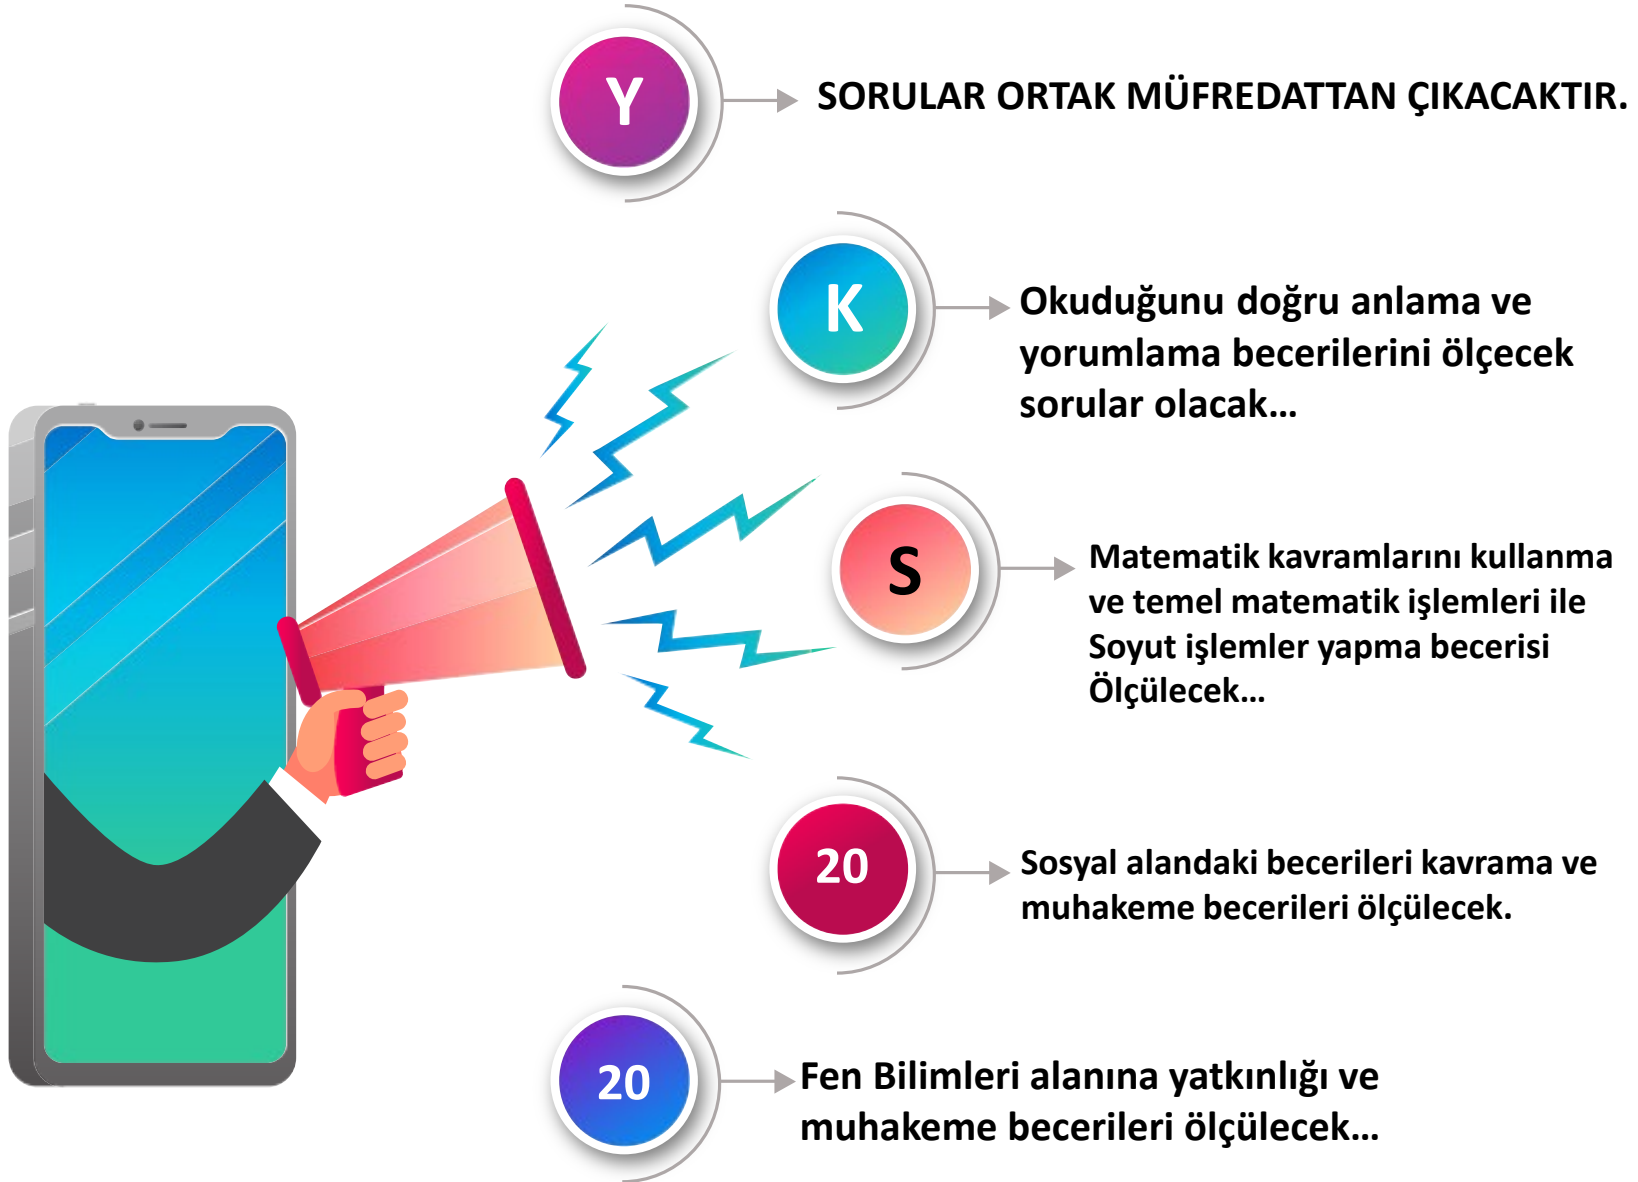 Y
SORULAR ORTAK MÜFREDATTAN ÇIKACAKTIR.
K
Okuduğunu doğru anlama ve
yorumlama becerilerini ölçecek
sorular olacak...
S
Matematik kavramlarını kullanma
ve temel matematik işlemleri ile
Soyut işlemler yapma becerisi
Ölçülecek...
20
Sosyal alandaki becerileri kavrama ve
muhakeme becerileri ölçülecek.
20
Fen Bilimleri alanına yatkınlığı ve
muhakeme becerileri ölçülecek...